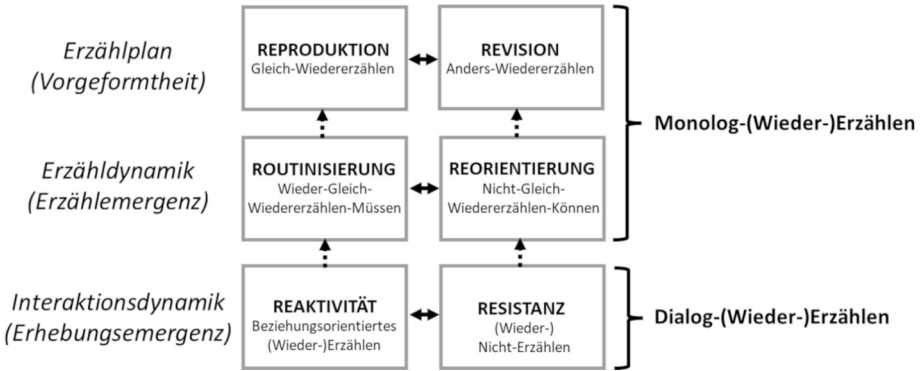 Erzählplan
(Vorgeformtheit)
REPRODUKTION
Gleich-Wiedererzählen
REVISION
Anders-Wiedererzählen
Monolog-(Wieder-)Erzählen
Erzähldynamik
(Erzählemergenz)
ROUTINISIERUNG
Wieder-Gleich-
Wiedererzählen-Müssen
REORIENTIERUNG
Nicht-Gleich-
Wiedererzählen-Können
Interaktionsdynamik
(Erhebungsemergenz)
REAKTIVITÄT
Beziehungsorientiertes
(Wieder-)Erzählen
RESISTANZ
(Wieder-)
Nicht-Erzählen
Dialog-(Wieder-)Erzählen